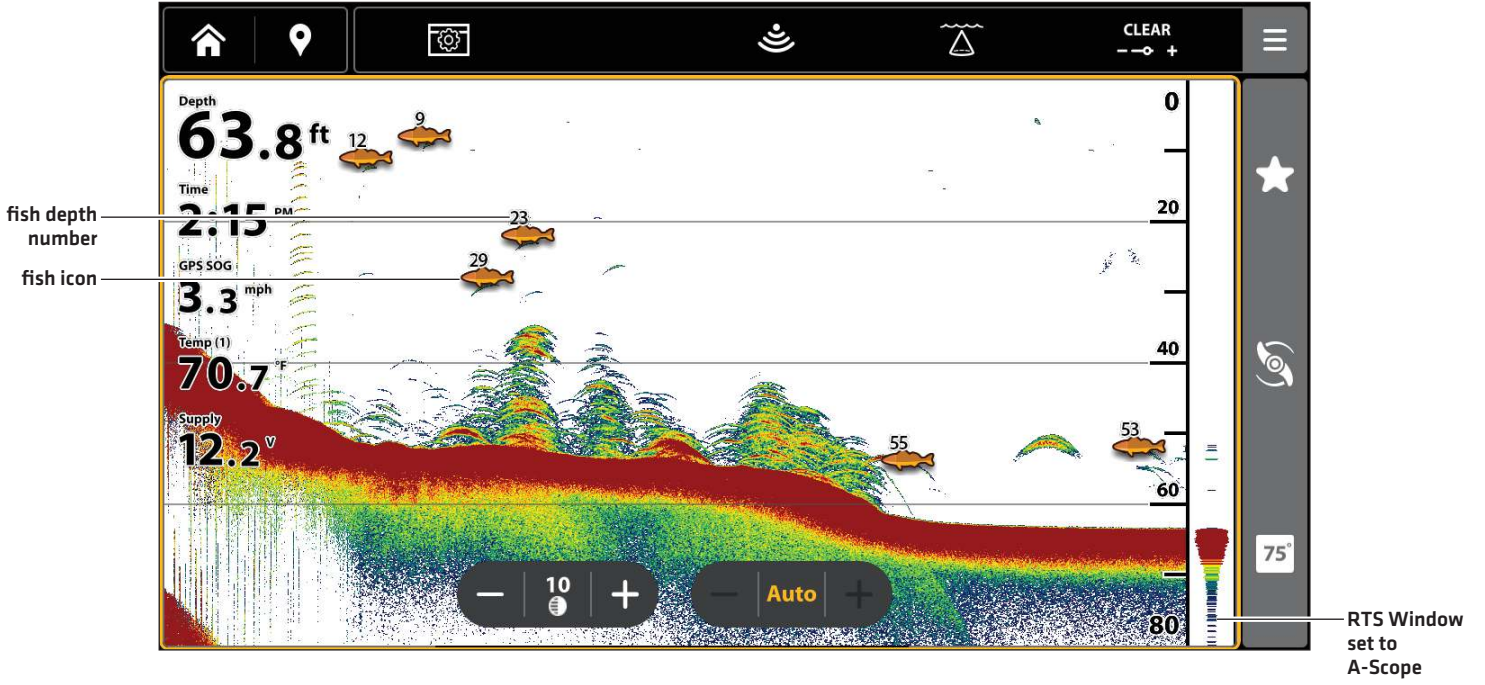 CLEAR
Depth
63.8 ft
Time
2:15 PM
GPS SOG
3.3 mph
Temp (1)
70.7 °F
Supply
12.2 V
12
9
23
29
55
53
0
20
40
60
80
10
Auto
75°
fish depth
number
fish icon
RTS Window
set to
A-Scope